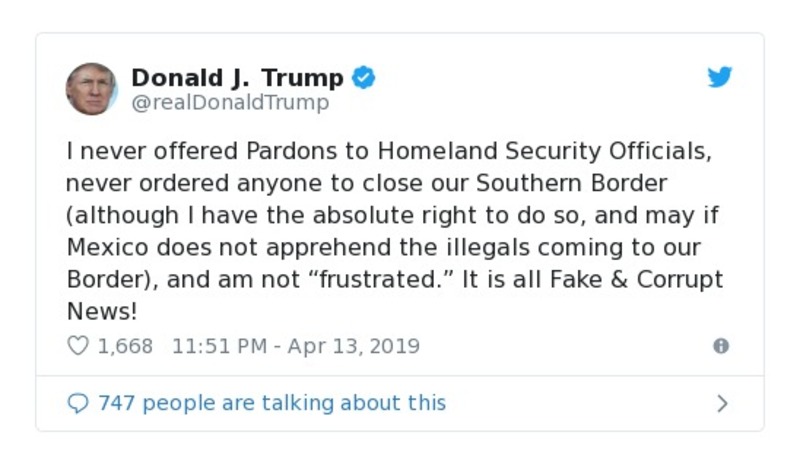 Donald J. Trump
@realDonaldTrump
I never offered Pardons to Homeland Security Officials,
never ordered anyone to close our Southern Border
(although I have the absolute right to do so, and may if
Mexico does not apprehend the illegals coming to our
Border), and am not “frustrated.” It is all Fake & Corrupt
News!
1,668 11:51 PM - Apr 13, 2019
747 people are talking about this